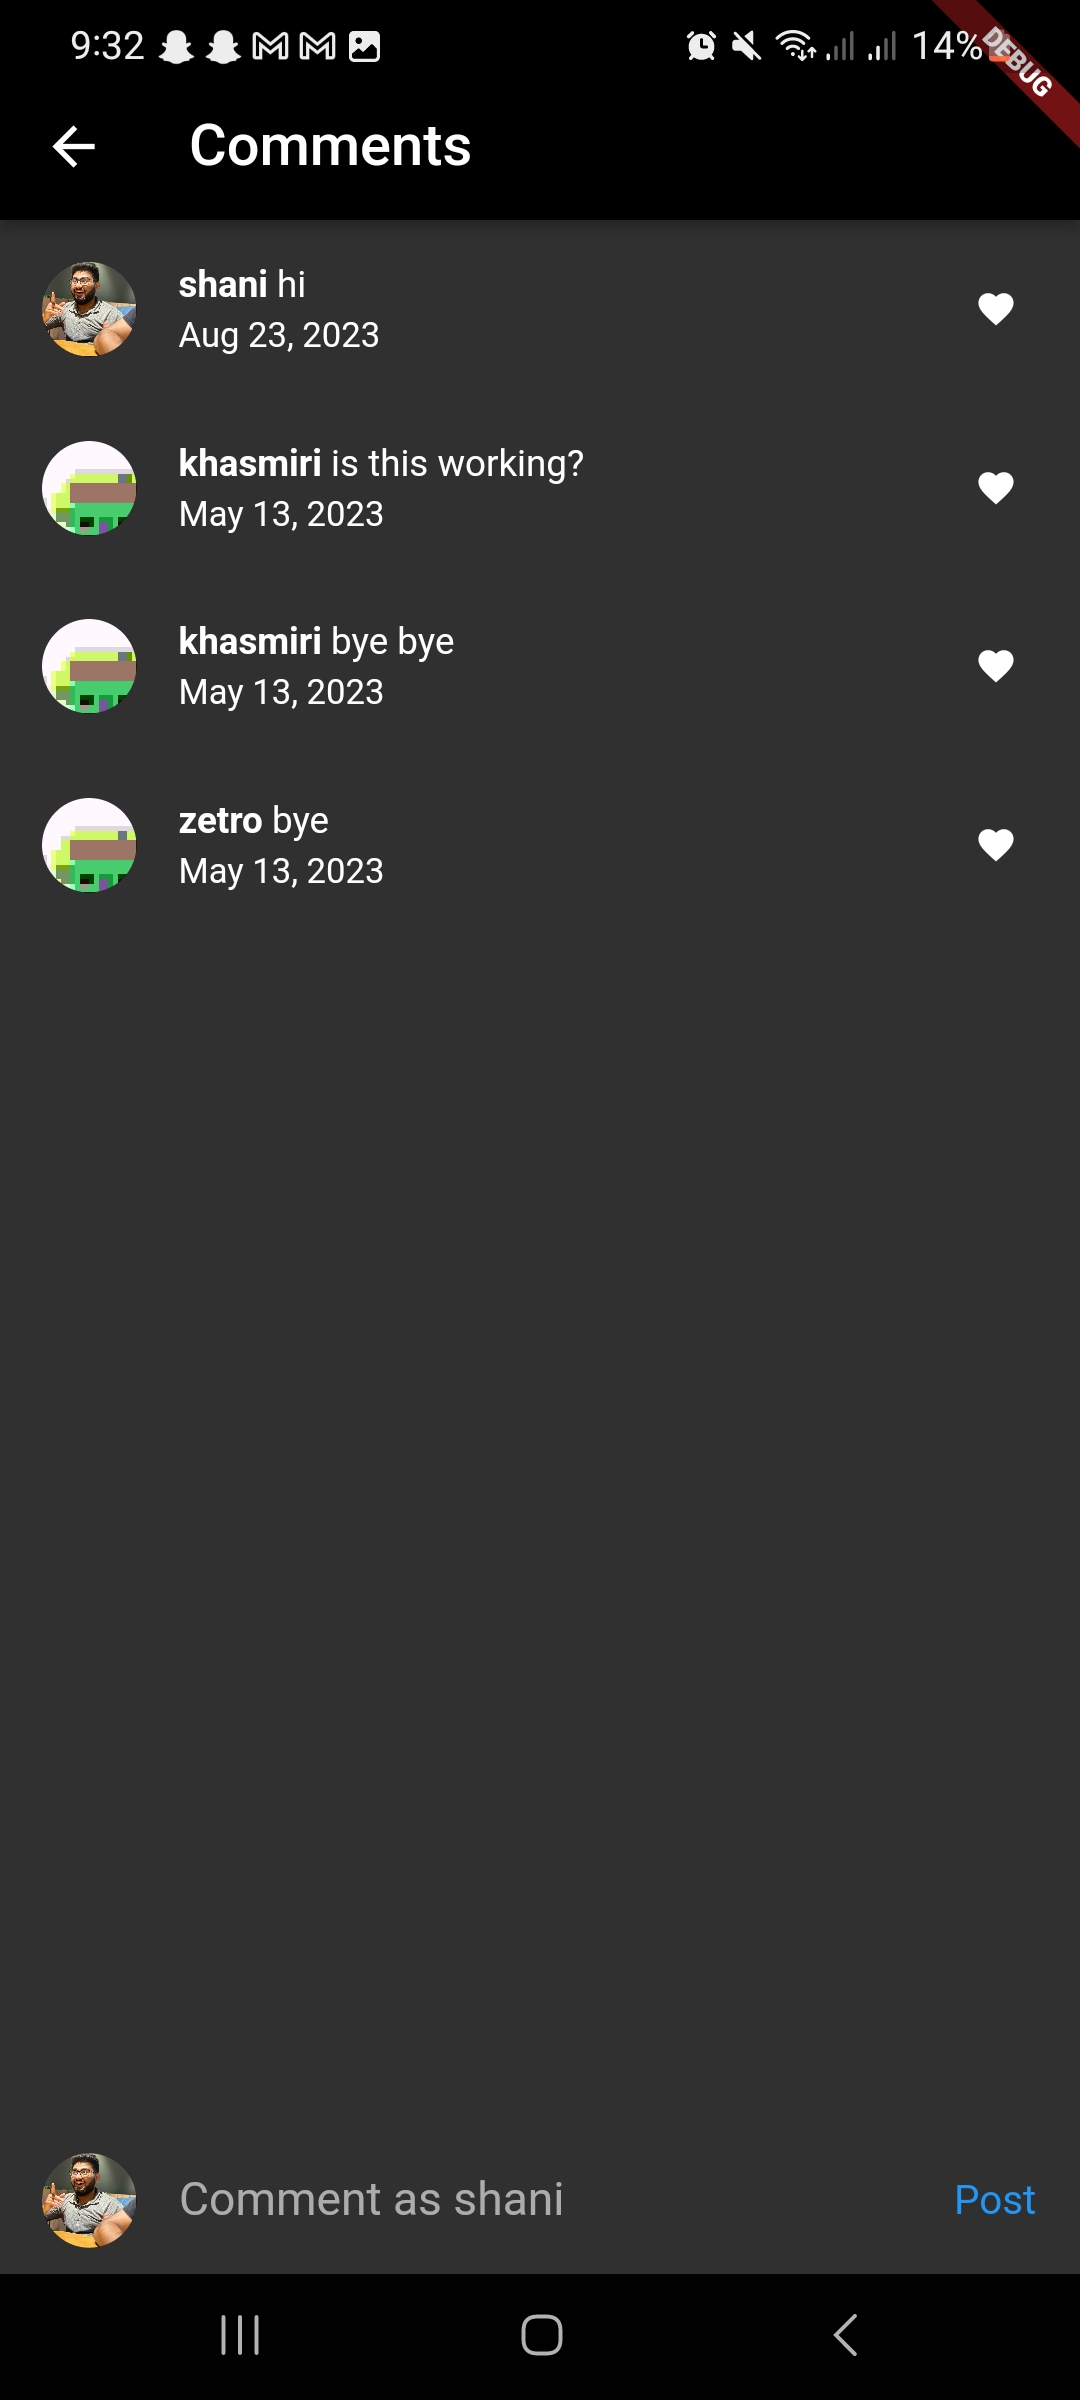 9:32 14%
DEBUG
Comments
shani hi
Aug 23, 2023
khasmiri is this working?
May 13, 2023
khasmiri bye bye
May 13, 2023
zetro bye
May 13, 2023
Comment as shani Post